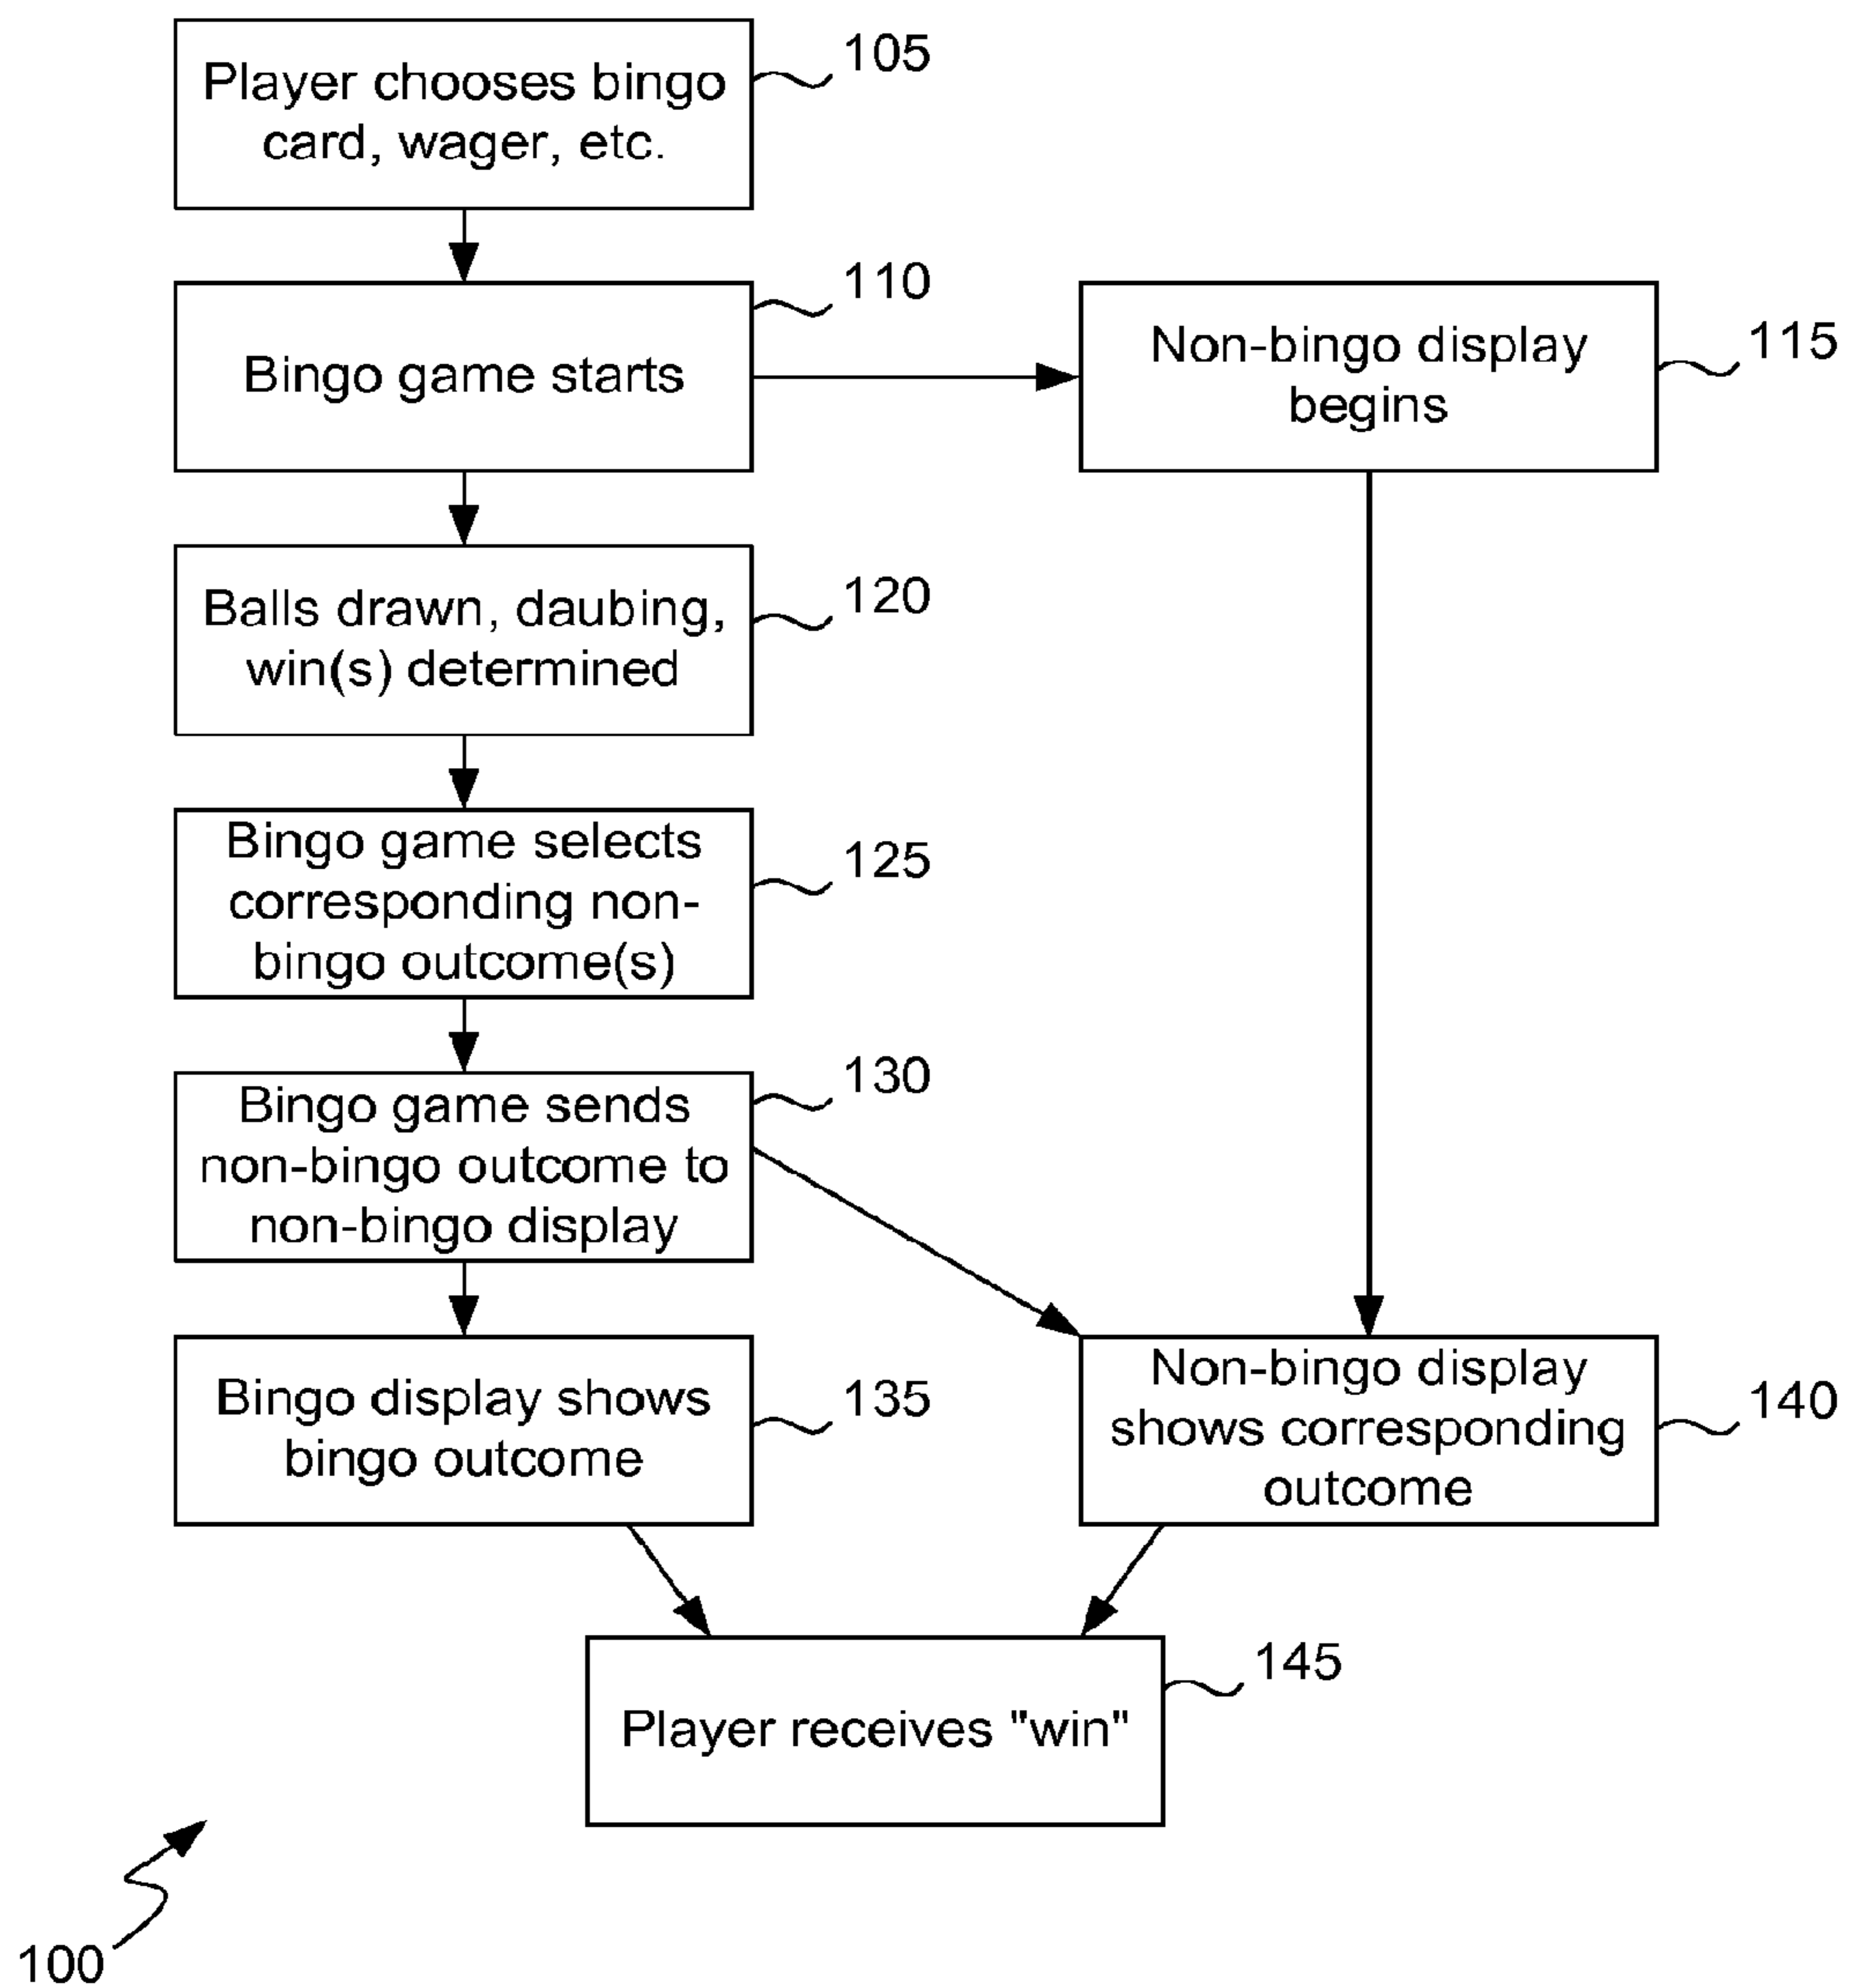 Player chooses bingo
card, wager, etc.
105
Bingo game starts
110
Non-bingo display
begins
115
Balls drawn, daubing,
win(s) determined
120
Bingo game selects
corresponding non-
bingo outcome(s)
125
Bingo game sends
non-bingo outcome to
non-bingo display
130
Bingo display shows
bingo outcome
135
Non-bingo display
shows corresponding
outcome
140
Player receives "win"
145
100